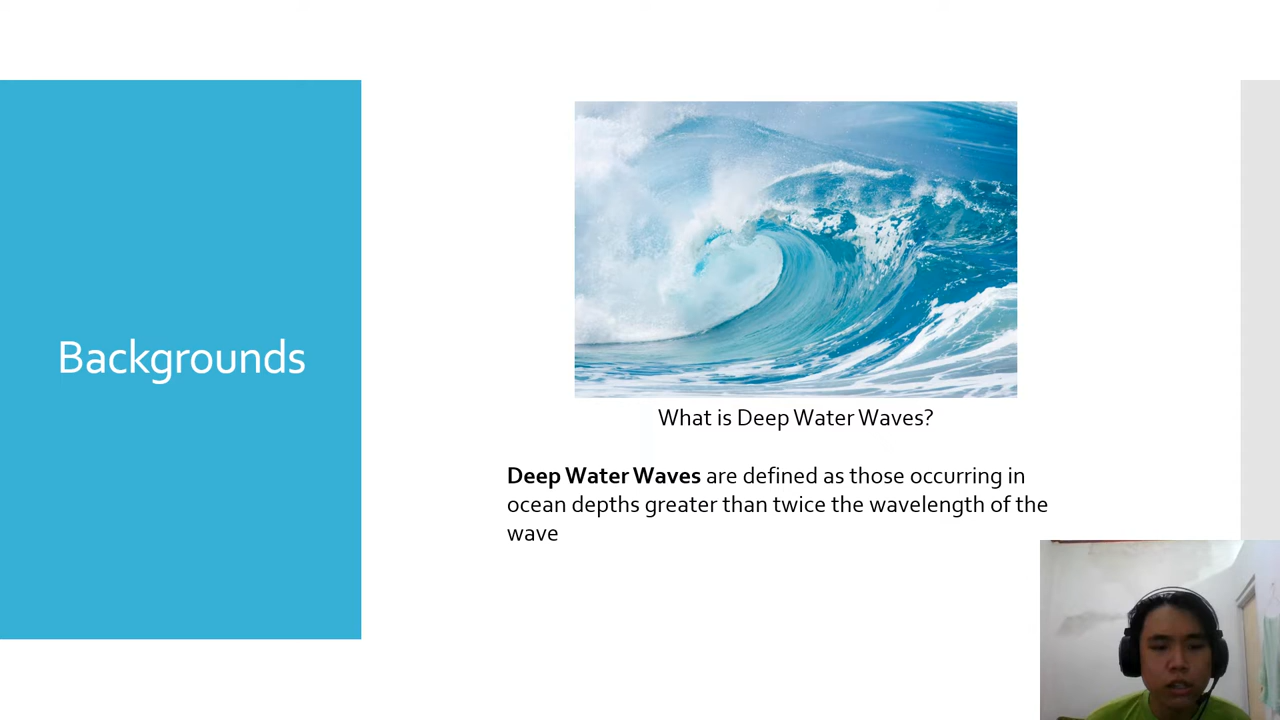 Backgrounds
What is Deep Water Waves?
Deep Water Waves are defined as those occurring in
ocean depths greater than twice the wavelength of the
wave